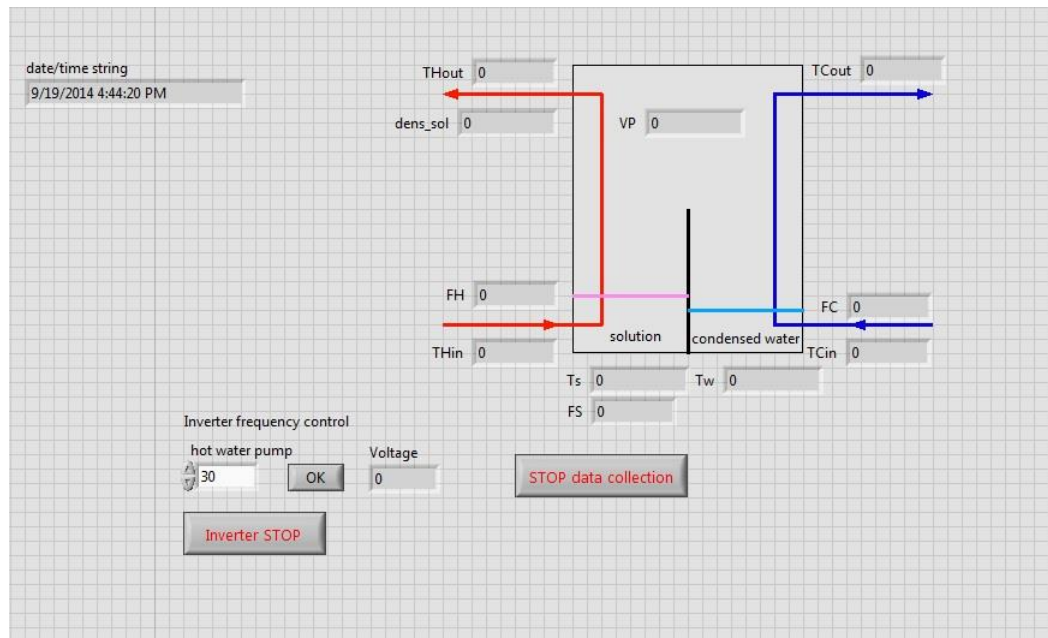 date/time string
9/19/2014 4:44:20 PM
THout 0
TCout 0
dens_sol 0
VP 0
FH 0
FC 0
solution
condensed water
THin 0
TCin 0
Ts 0
Tw 0
FS 0
Inverter frequency control
hot water pump
Voltage
30
OK
0
STOP data collection
Inverter STOP